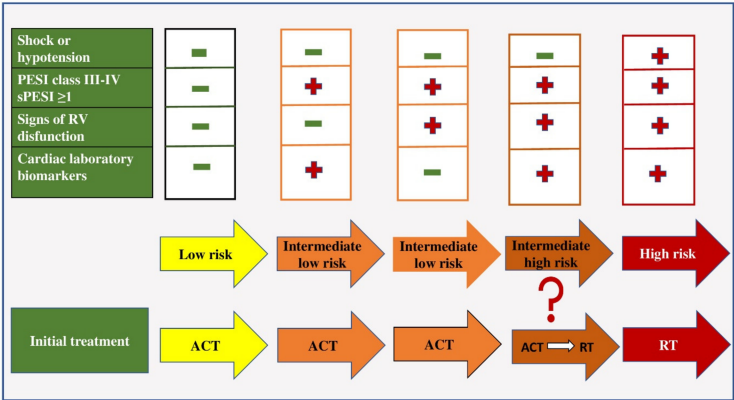 Shock or
hypotension
PESI class III-IV
sPESI ≥1
Signs of RV
disfunction
Cardiac laboratory
biomarkers
- - - - +
- + + + +
- - + + +
- + - + +
Low risk
Intermediate
low risk
Intermediate
low risk
Intermediate
high risk
High risk
?
Initial treatment
ACT
ACT
ACT
ACT ⇨ RT
RT